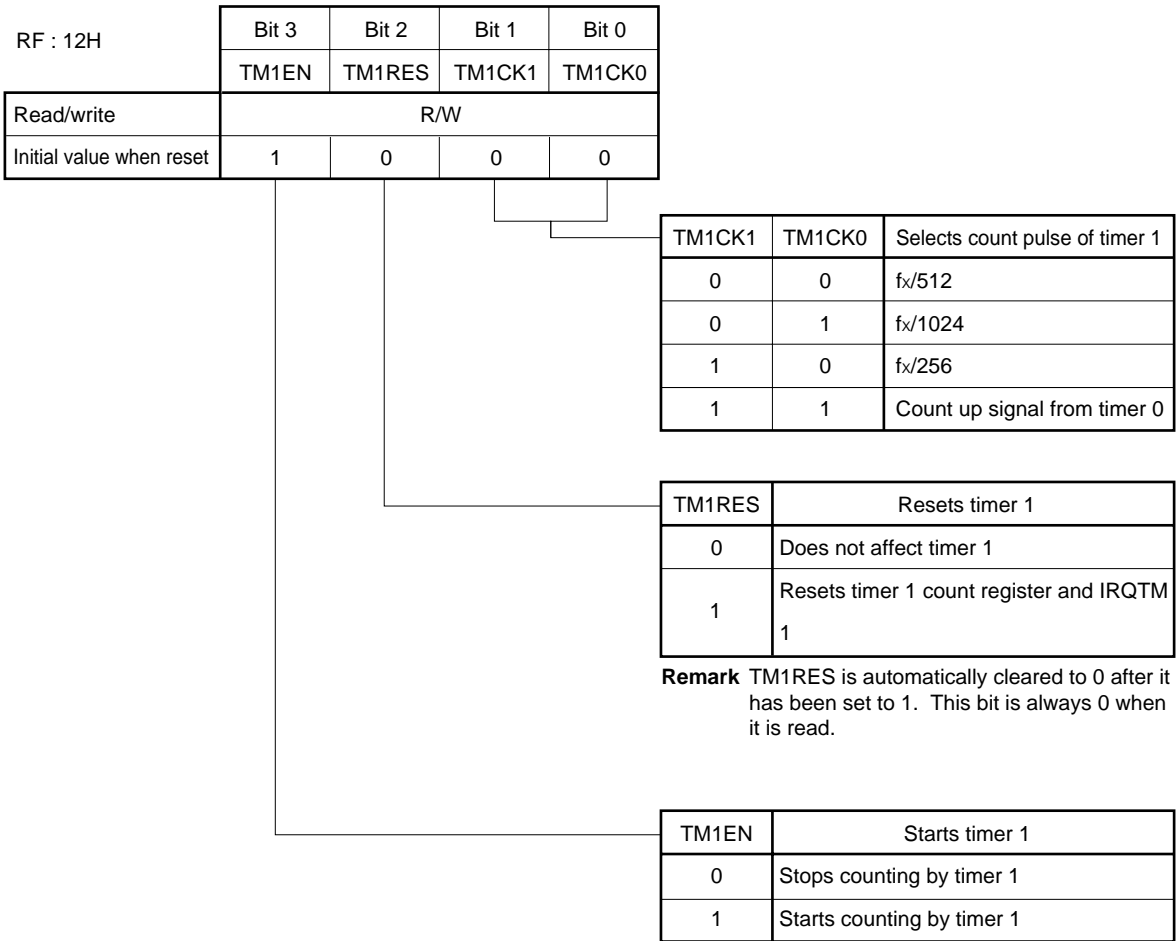 RF : 12H
Bit 3 Bit 2 Bit 1 Bit 0
TM1EN TM1RES TM1CK1 TM1CK0
Read/write R/W
Initial value when reset 1 0 0 0
TM1CK1 TM1CK0 Selects count pulse of timer 1
0 0 fX/512
0 1 fX/1024
1 0 fX/256
1 1 Count up signal from timer 0
TM1RES Resets timer 1
0 Does not affect timer 1
1 Resets timer 1 count register and IRQTM
1
Remark TM1RES is automatically cleared to 0 after it
has been set to 1. This bit is always 0 when
it is read.
TM1EN Starts timer 1
0 Stops counting by timer 1
1 Starts counting by timer 1